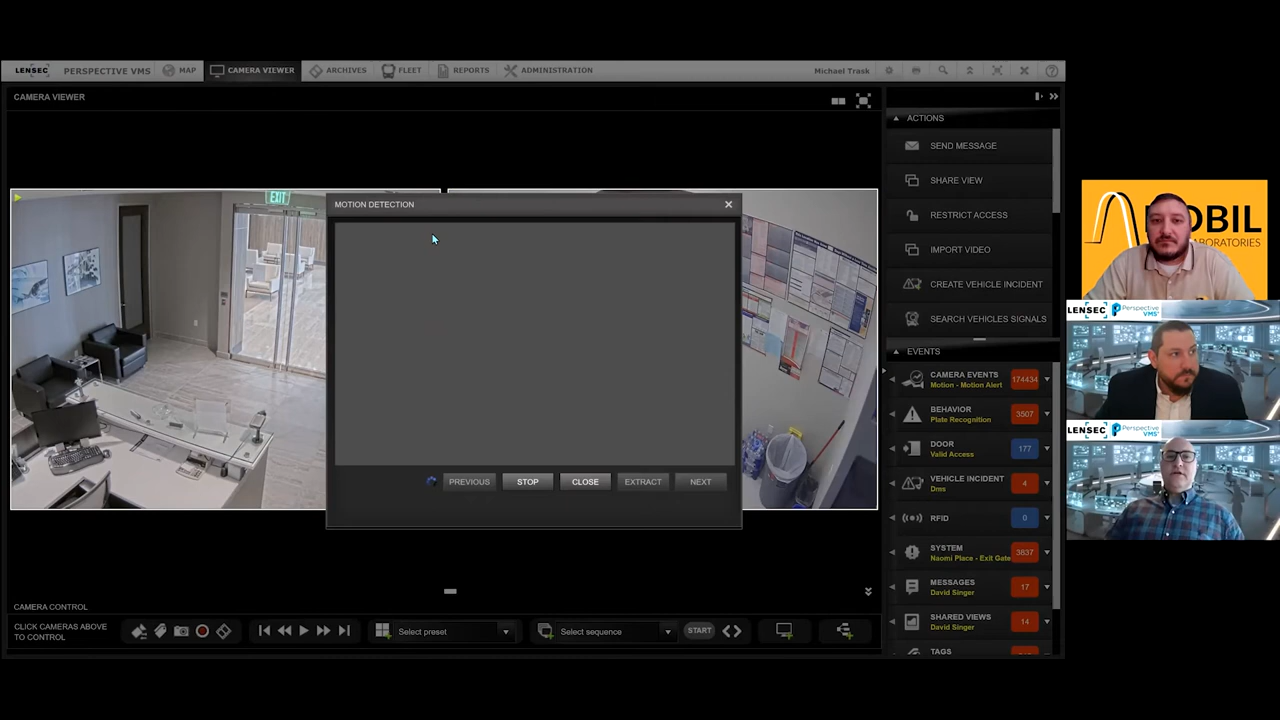 LENSEC
PERSPECTIVE VMS
MAP
CAMERA VIEWER
ARCHIVES
FLEET
REPORTS
ADMINISTRATION
Michael Trask
CAMERA VIEWER
ACTIONS
SEND MESSAGE
SHARE VIEW
RESTRICT ACCESS
IMPORT VIDEO
CREATE VEHICLE INCIDENT
SEARCH VEHICLES SIGNALS
EXIT
MOTION DETECTION
PREVIOUS
STOP
CLOSE
EXTRACT
NEXT
EVENTS
CAMERA EVENTS
Motion - Motion Alert
174434
BEHAVIOR
Plate Recognition
3507
DOOR
Valid Access
177
VEHICLE INCIDENT
Dms
4
RFID
0
SYSTEM
Naomi Place - Exit Gate
3837
MESSAGES
David Singer
17
SHARED VIEWS
David Singer
14
TAGS
CAMERA CONTROL
CLICK CAMERAS ABOVE
TO CONTROL
Select preset
Select sequence
START
OBIL
ORATORIES
LENSEC
Perspective
VMS
LENSEC
Perspective
VMS